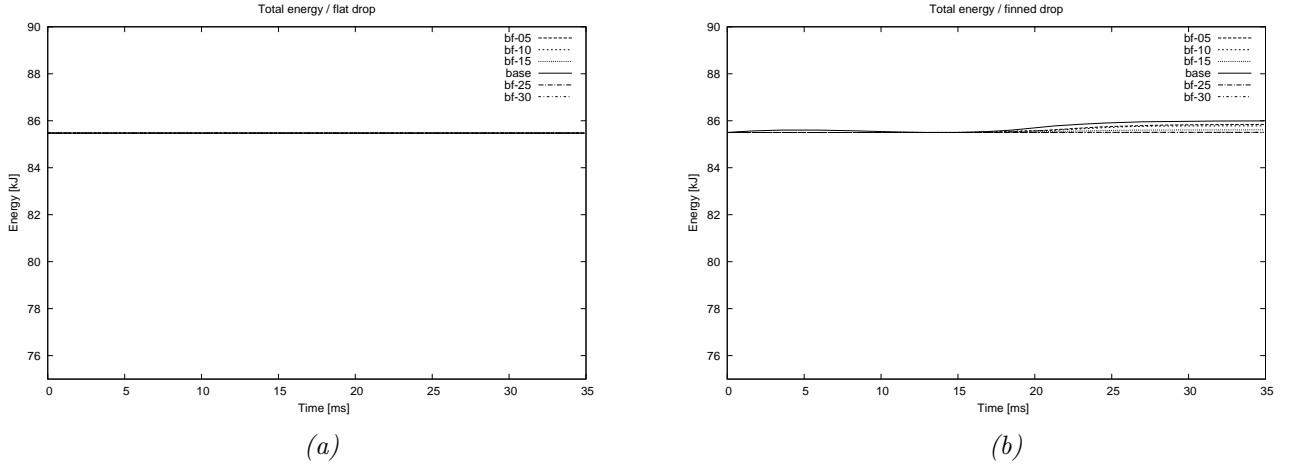 Total energy / flat drop
90
88
86
84
82
80
78
76
Energy [kJ]
bf-05
bf-10
bf-15
base
bf-25
bf-30
0 5 10 15 20 25 30 35
Time [ms]
(a)
Total energy / finned drop
90
88
86
84
82
80
78
76
Energy [kJ]
bf-05
bf-10
bf-15
base
bf-25
bf-30
0 5 10 15 20 25 30 35
Time [ms]
(b)